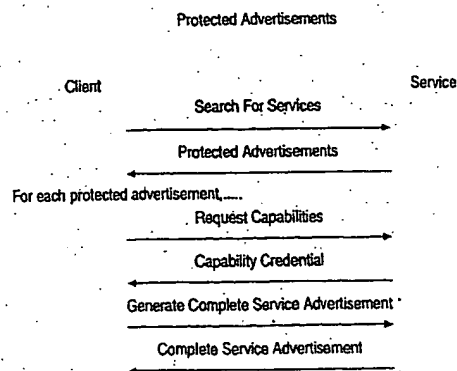 Protected Advertisements
Client
Service
Search For Services
Protected Advertisements
For each protected advertisement,.....
Request Capabilities
Capability Credential
Generate Complete Service Advertisement
Complete Service Advertisement